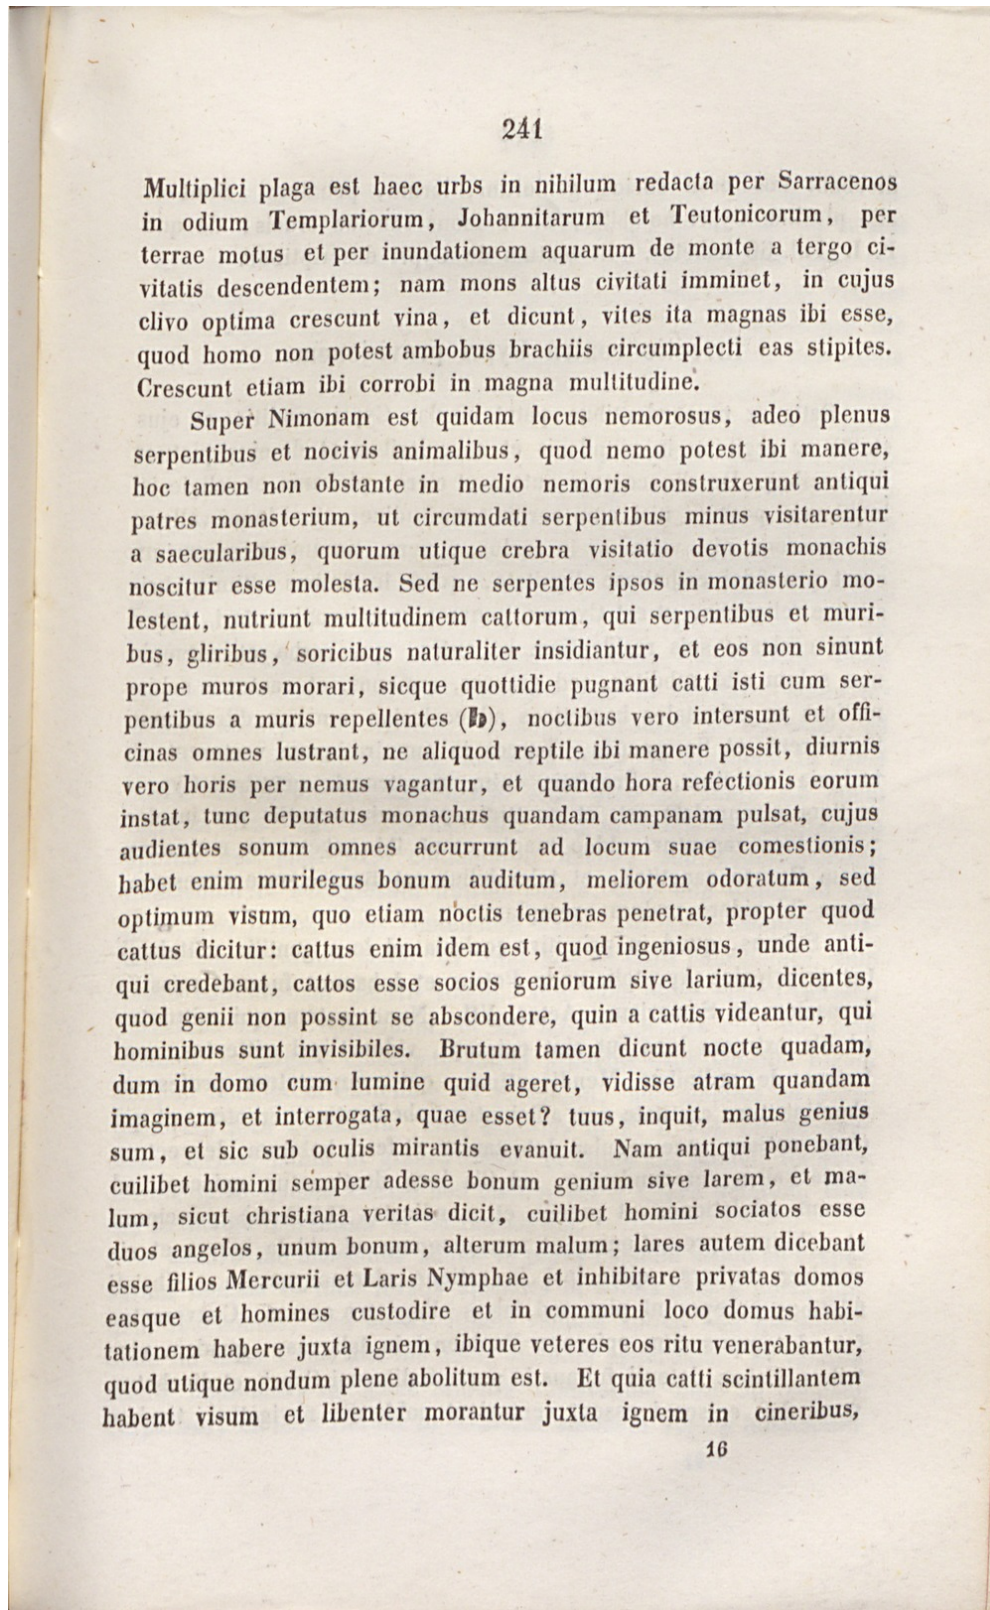 241
Multiplici plaga est haec urbs in nihilum redacta per Sarracenos
in odium Templariorum, Johannitarum et Teutonicorum, per
terrae motus et per inundationem aquarum de monte a tergo ci-
vitatis descendentem; nam mons altus civitati imminet, in cujus
clivo optima crescunt vina, et dicunt, vites ita magnas ibi esse,
quod homo non potest ambobus brachiis circumplecti eas stipites.
Crescunt etiam ibi corrobi in magna multitudine.
Super Nimonam est quidam locus nemorosus, adeo plenus
serpentibus et nocivis animalibus, quod nemo potest ibi manere,
hoc tamen non obstante in medio nemoris construxerunt antiqui
patres monasterium, ut circumdati serpentibus minus visitarentur
a saecularibus, quorum utique crebra visitatio devotis monachis
noscitur esse molesta. Sed ne serpentes ipsos in monasterio mo-
lestent, nutriunt multitudinem cattorum, qui serpentibus et muri-
bus, gliribus, soricibus naturaliter insidiantur, et eos non sinunt
prope muros morari, sicque quottidie pugnant catti isti cum ser-
pentibus a muris repellentes (), noctibus vero intersunt et offi-
cinas omnes lustrant, ne aliquod reptile ibi manere possit, diurnis
vero horis per nemus vagantur, et quando hora refectionis eorum
instat, tunc deputatus monachus quandam campanam pulsat, cujus
audientes sonum omnes accurrunt ad locum suae comestionis;
habet enim murilegus bonum auditum, meliorem odoratum, sed
optimum visum, quo etiam noctis tenebras penetrat, propter quod
cattus dicitur: cattus enim idem est, quod ingeniosus, unde anti-
qui credebant, cattos esse socios geniorum sive larium, dicentes,
quod genii non possint se abscondere, quin a cattis videantur, qui
hominibus sunt invisibiles. Brutum tamen dicunt nocte quadam,
dum in domo cum lumine quid ageret, vidisse atram quandam
imaginem, et interrogata, quae esset? tuus, inquit, malus genius
sum, et sic sub oculis mirantis evanuit. Nam antiqui ponebant,
cuilibet homini semper adesse bonum genium sive larem, et ma-
lum, sicut christiana veritas dicit, cuilibet homini sociatos esse
duos angelos, unum bonum, alterum malum; lares autem dicebant
esse filios Mercurii et Laris Nymphae et inhibitare privatas domos
easque et homines custodire et in communi loco domus habi-
tationem habere juxta ignem, ibique veteres eos ritu venerabantur,
quod utique nondum plene abolitum est. Et quia catti scintillantem
habent visum et libenter morantur juxta ignem in cineribus,
16